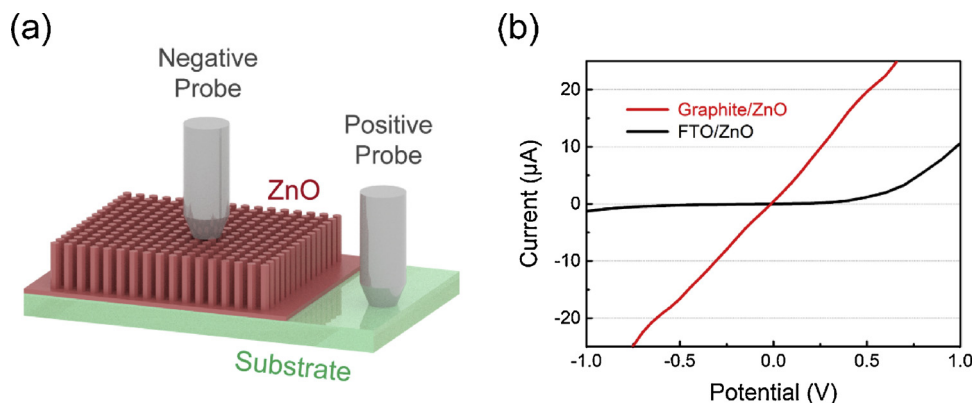 (a)
Negative
Probe
Positive
Probe
ZnO
Substrate
(b)
Graphite/ZnO
FTO/ZnO
Current (µA)
20
10
0
-10
-20
-1.0 -0.5 0.0 0.5 1.0
Potential (V)